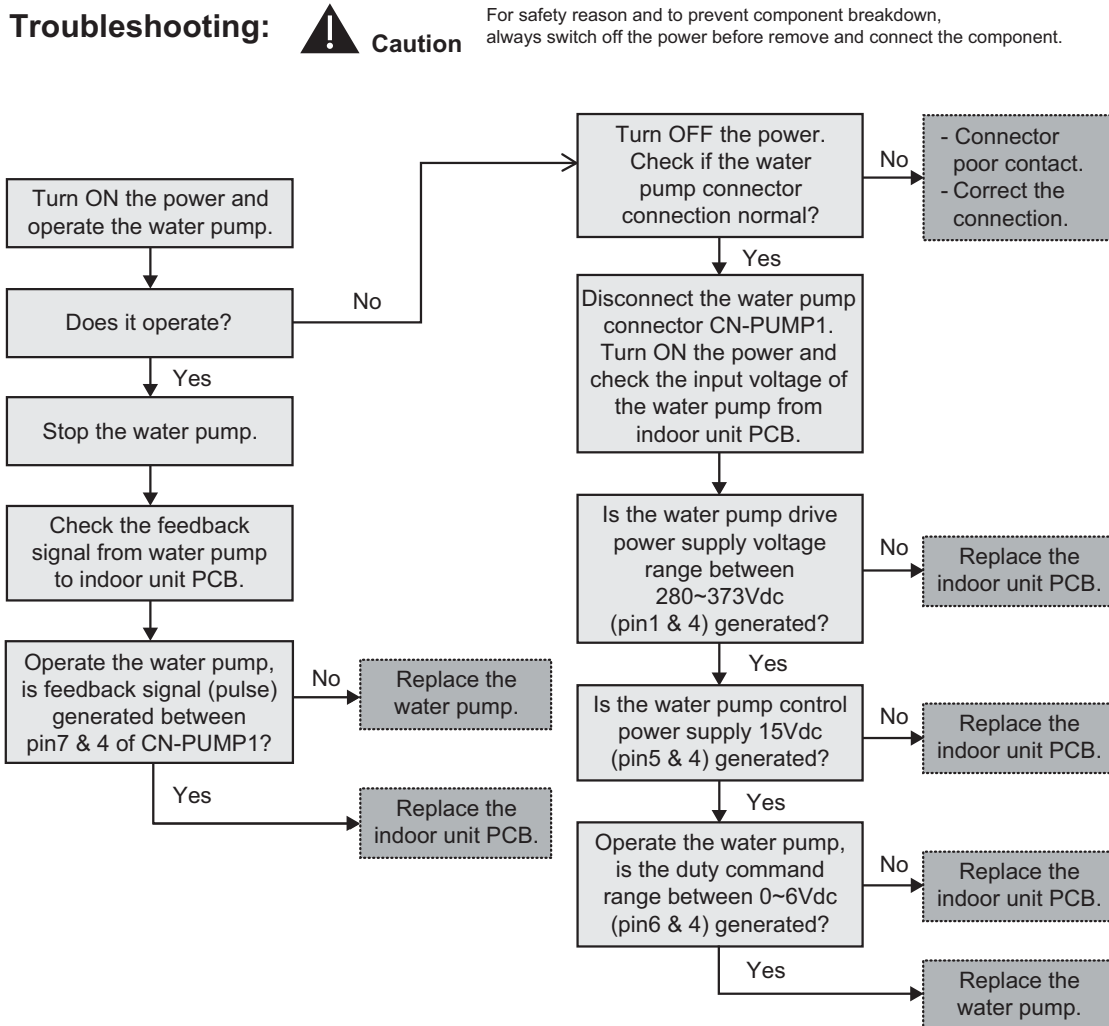 Troubleshooting:
Caution
For safety reason and to prevent component breakdown,
always switch off the power before remove and connect the component.
Turn ON the power and
operate the water pump.
Does it operate?
No
Yes
Stop the water pump.
Check the feedback
signal from water pump
to indoor unit PCB.
Operate the water pump,
is feedback signal (pulse)
generated between
pin7 & 4 of CN-PUMP1?
No
Replace the
water pump.
Yes
Replace the
indoor unit PCB.
Turn OFF the power.
Check if the water
pump connector
connection normal?
No
- Connector
poor contact.
- Correct the
connection.
Yes
Disconnect the water pump
connector CN-PUMP1.
Turn ON the power and
check the input voltage of
the water pump from
indoor unit PCB.
Is the water pump drive
power supply voltage
range between
280~373Vdc
(pin1 & 4) generated?
No
Replace the
indoor unit PCB.
Yes
Is the water pump control
power supply 15Vdc
(pin5 & 4) generated?
No
Replace the
indoor unit PCB.
Yes
Operate the water pump,
is the duty command
range between 0~6Vdc
(pin6 & 4) generated?
No
Replace the
indoor unit PCB.
Yes
Replace the
water pump.